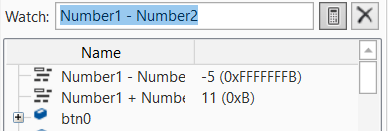 Watch: Number1 - Number2
Name
Number1 - Numbe -5 (0xFFFFFFFB)
Number1 + Numbe 11 (0xB)
btn0